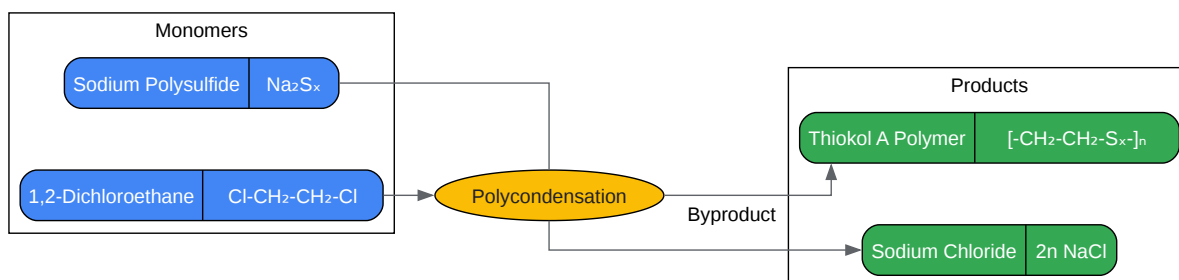 Monomers
Sodium Polysulfide Na₂Sₓ
1,2-Dichloroethane Cl-CH₂-CH₂-Cl
Polycondensation
Byproduct
Products
Thiokol A Polymer [-CH₂-CH₂-Sₓ-]ₙ
Sodium Chloride 2n NaCl